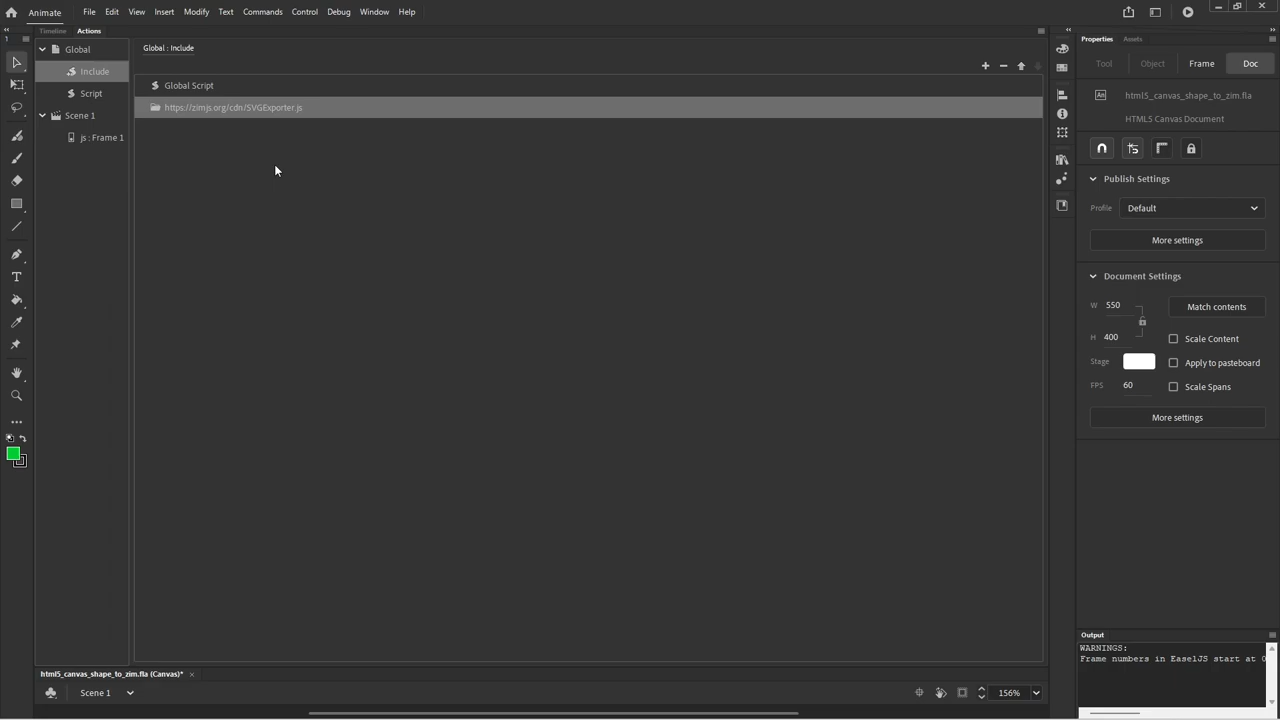 Animate File Edit View Insert Modify Text Commands Control Debug Window Help
Timeline Actions
1
Global
Include
Script
Scene 1
js : Frame 1
Global : Include
Global Script
https://zimjs.org/cdn/SVGExporter.js
Properties Assets
Tool Object Frame Doc
An html5_canvas_shape_to_zim.fla
HTML5 Canvas Document
Publish Settings
Profile Default
More settings
Document Settings
W 550 Match contents
H 400 Scale Content
Stage Apply to pasteboard
FPS 60 Scale Spans
More settings
Output
WARNINGS:
Frame numbers in EaselJS start at 0
html5_canvas_shape_to_zim.fla (Canvas)*
Scene 1 156%